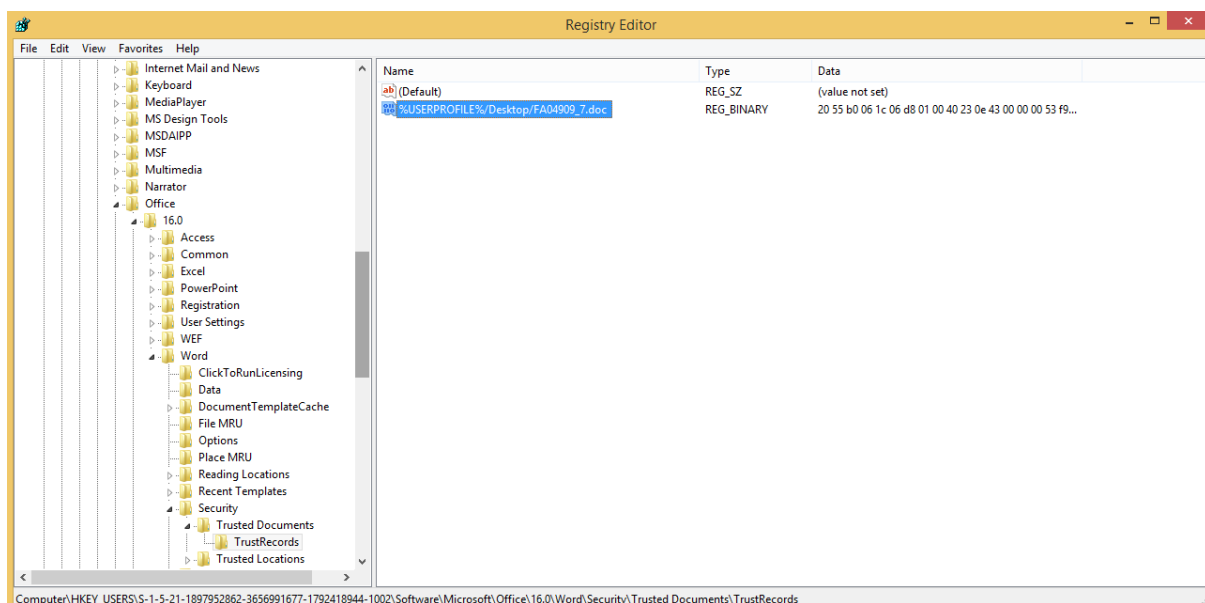 Registry Editor
File Edit View Favorites Help
Internet Mail and News
Keyboard
MediaPlayer
MS Design Tools
MSDAIPP
MSF
Multimedia
Narrator
Office
16.0
Access
Common
Excel
PowerPoint
Registration
User Settings
WEF
Word
ClickToRunLicensing
Data
DocumentTemplateCache
File MRU
Options
Place MRU
Reading Locations
Recent Templates
Security
Trusted Documents
TrustRecords
Trusted Locations
Name Type Data
(Default) REG_SZ (value not set)
%USERPROFILE%/Desktop/FA04909_7.doc REG_BINARY 20 55 b0 06 1c 06 d8 01 00 40 23 0e 43 00 00 00 53 f9...
Computer\HKEY_USERS\S-1-5-21-1897952862-3656991677-1792418944-1002\Software\Microsoft\Office\16.0\Word\Security\Trusted Documents\TrustRecords